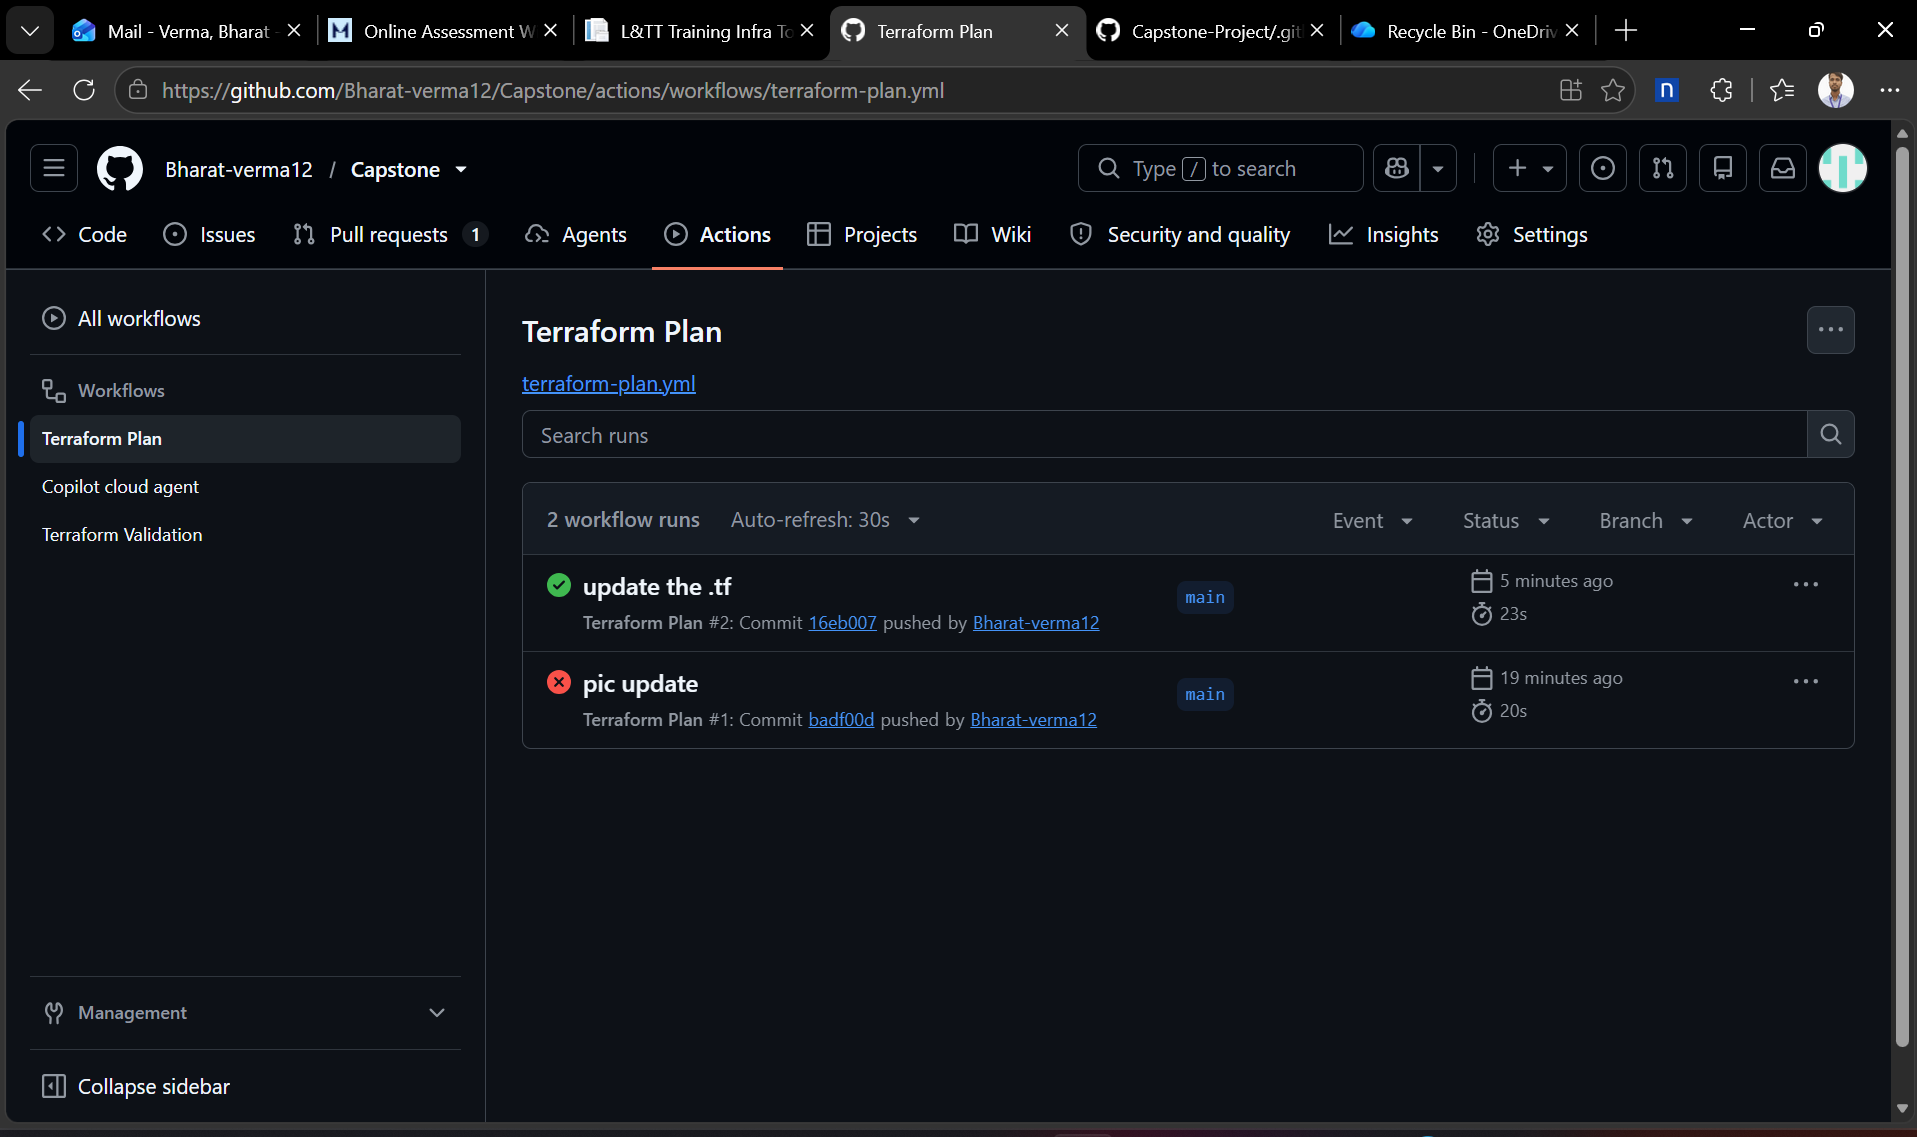 Mail - Verma, Bharat -
Online Assessment W
L&TT Training Infra To
Terraform Plan
Capstone-Project/.git
Recycle Bin - OneDriv
https://github.com/Bharat-verma12/Capstone/actions/workflows/terraform-plan.yml
n
Bharat-verma12 / Capstone
Type / to search
Code
Issues
Pull requests 1
Agents
Actions
Projects
Wiki
Security and quality
Insights
Settings
All workflows
Workflows
Terraform Plan
Copilot cloud agent
Terraform Validation
Management
Collapse sidebar
Terraform Plan
terraform-plan.yml
Search runs
2 workflow runs Auto-refresh: 30s Event Status Branch Actor
update the .tf
Terraform Plan #2: Commit 16eb007 pushed by Bharat-verma12
main
5 minutes ago
23s
pic update
Terraform Plan #1: Commit badf00d pushed by Bharat-verma12
main
19 minutes ago
20s